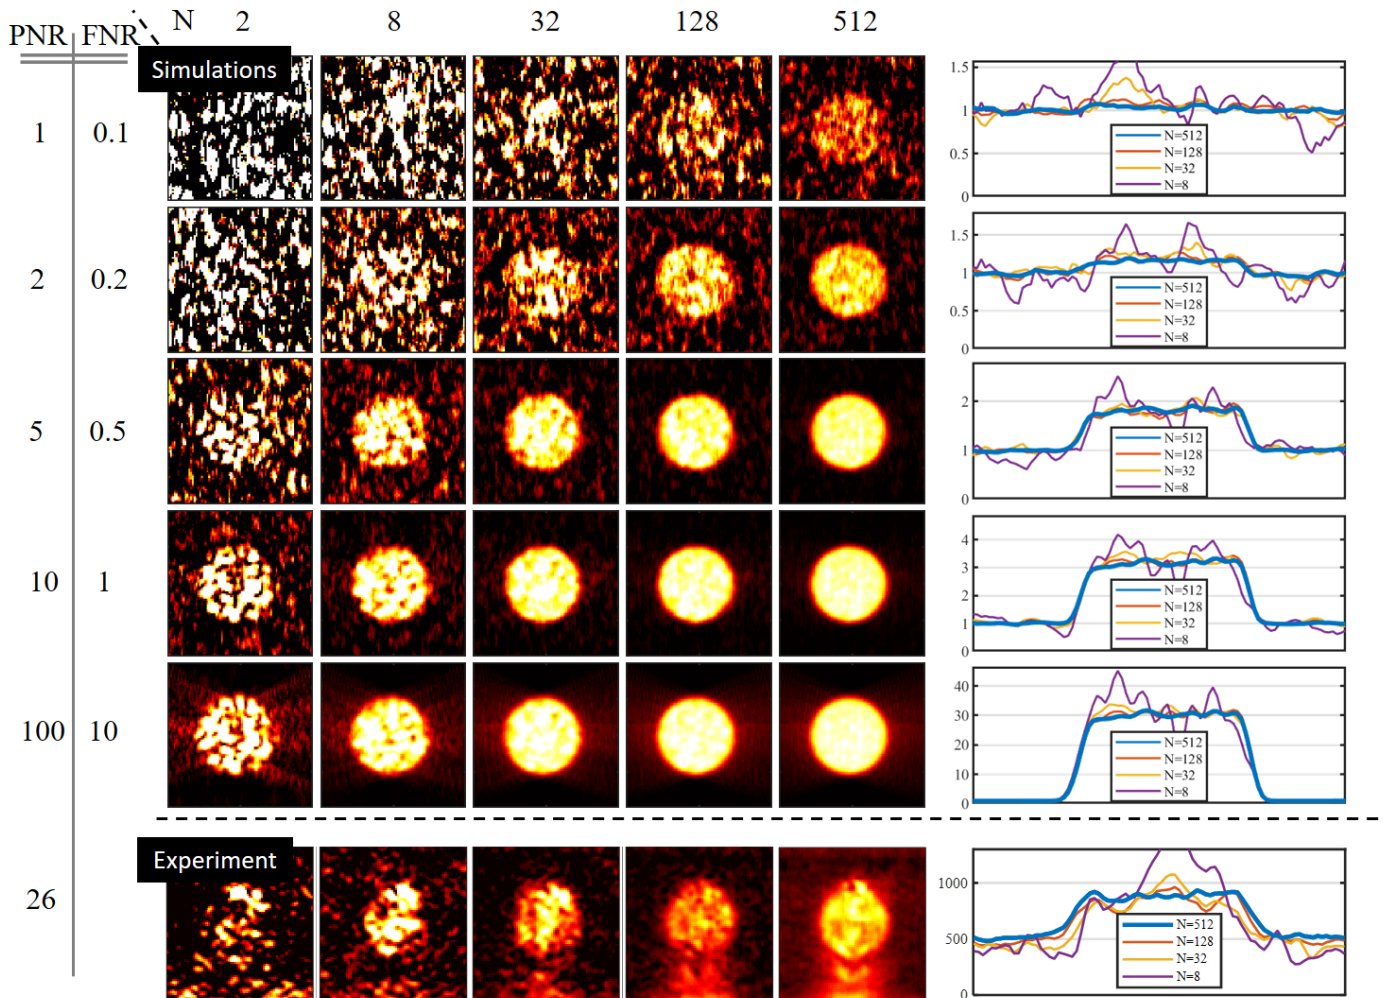 N 2 8 32 128 512
PNR FNR
Simulations
1 0.1
1.5
1
0.5
0
N=512
N=128
N=32
N=8
2 0.2
1.5
1
0.5
0
N=512
N=128
N=32
N=8
5 0.5
2
1
0
N=512
N=128
N=32
N=8
10 1
4
3
2
1
0
N=512
N=128
N=32
N=8
100 10
40
30
20
10
0
N=512
N=128
N=32
N=8
Experiment
26
1000
500
0
N=512
N=128
N=32
N=8